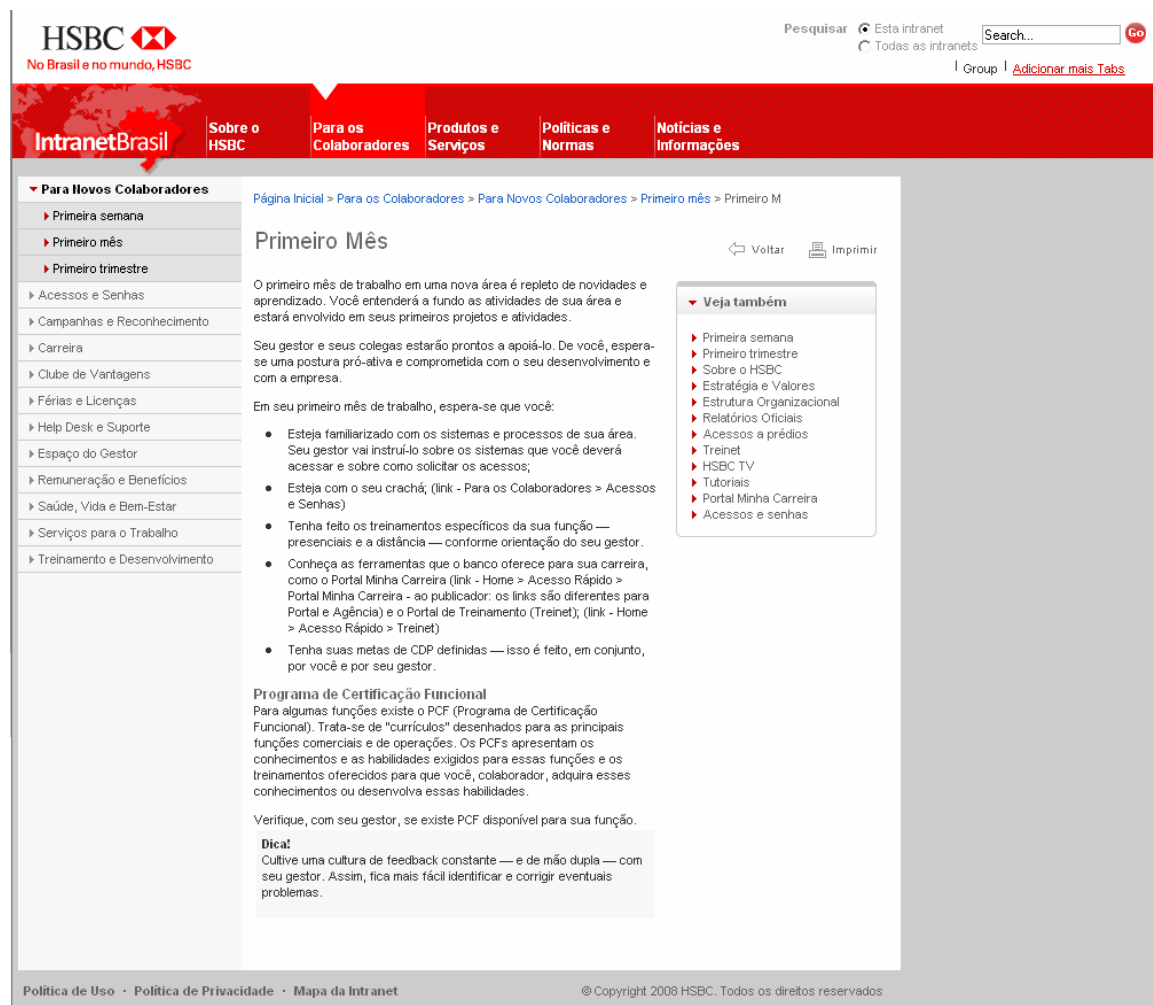 HSBC
No Brasil e no mundo, HSBC
Pesquisar
Esta intranet
Todas as intranets
Search...
Go
Group
Adicionar mais Tabs
IntranetBrasil
Sobre o
HSBC
Para os
Colaboradores
Produtos e
Serviços
Políticas e
Normas
Notícias e
Informações
Para Novos Colaboradores
Primeira semana
Primeiro mês
Primeiro trimestre
Acessos e Senhas
Campanhas e Reconhecimento
Carreira
Clube de Vantagens
Férias e Licenças
Help Desk e Suporte
Espaço do Gestor
Remuneração e Benefícios
Saúde, Vida e Bem-Estar
Serviços para o Trabalho
Treinamento e Desenvolvimento
Página Inicial > Para os Colaboradores > Para Novos Colaboradores > Primeiro mês > Primeiro M
Primeiro Mês
Voltar
Imprimir
O primeiro mês de trabalho em uma nova área é repleto de novidades e
aprendizado. Você entenderá a fundo as atividades de sua área e
estará envolvido em seus primeiros projetos e atividades.
Seu gestor e seus colegas estarão prontos a apoiá-lo. De você, espera-
se uma postura pró-ativa e comprometida com o seu desenvolvimento e
com a empresa.
Em seu primeiro mês de trabalho, espera-se que você:
● Esteja familiarizado com os sistemas e processos de sua área.
Seu gestor vai instruí-lo sobre os sistemas que você deverá
acessar e sobre como solicitar os acessos;
● Esteja com o seu crachá; (link - Para os Colaboradores > Acessos
e Senhas)
● Tenha feito os treinamentos específicos da sua função —
presenciais e a distância — conforme orientação do seu gestor.
● Conheça as ferramentas que o banco oferece para sua carreira,
como o Portal Minha Carreira (link - Home > Acesso Rápido >
Portal Minha Carreira - ao publicador: os links são diferentes para
Portal e Agência) e o Portal de Treinamento (Treinet); (link - Home
> Acesso Rápido > Treinet)
● Tenha suas metas de CDP definidas — isso é feito, em conjunto,
por você e por seu gestor.
Programa de Certificação Funcional
Para algumas funções existe o PCF (Programa de Certificação
Funcional). Trata-se de "currículos" desenhados para as principais
funções comerciais e de operações. Os PCFs apresentam os
conhecimentos e as habilidades exigidos para essas funções e os
treinamentos oferecidos para que você, colaborador, adquira esses
conhecimentos ou desenvolva essas habilidades.
Verifique, com seu gestor, se existe PCF disponível para sua função.
Dica!
Cultive uma cultura de feedback constante — e de mão dupla — com
seu gestor. Assim, fica mais fácil identificar e corrigir eventuais
problemas.
Veja também
Primeira semana
Primeiro trimestre
Sobre o HSBC
Estratégia e Valores
Estrutura Organizacional
Relatórios Oficiais
Acessos a prédios
Treinet
HSBC TV
Tutoriais
Portal Minha Carreira
Acessos e senhas
Política de Uso · Política de Privacidade · Mapa da Intranet
© Copyright 2008 HSBC. Todos os direitos reservados